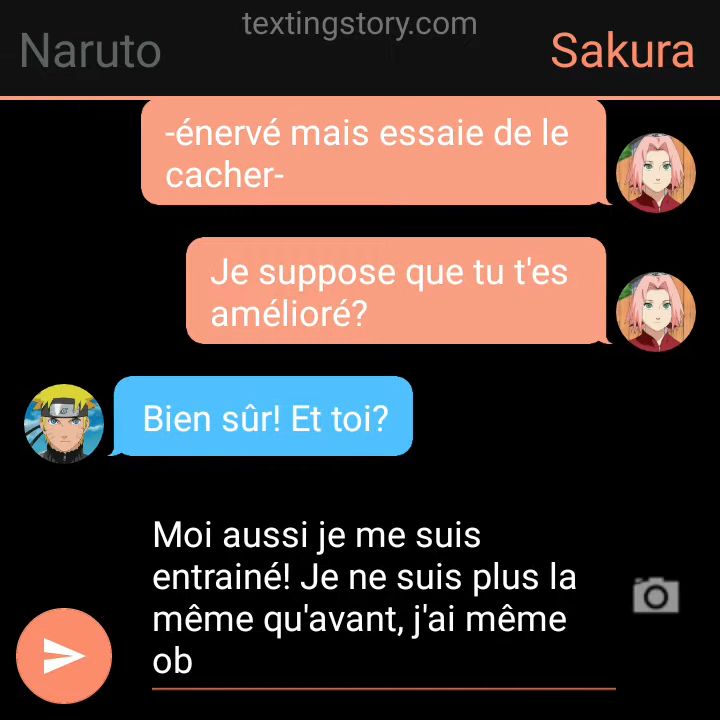 textingstory.com
Naruto
Sakura
-énervé mais essaie de le
cacher-
Je suppose que tu t'es
amélioré?
Bien sûr! Et toi?
Moi aussi je me suis
entrainé! Je ne suis plus la
même qu'avant, j'ai même
ob